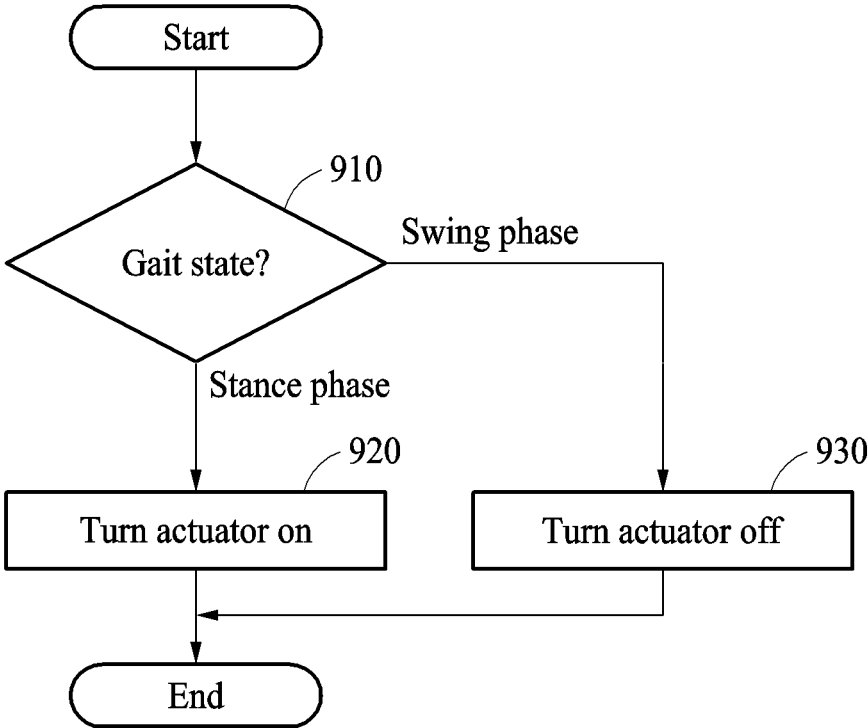 Start
910
Swing phase
Gait state?
Stance phase
920
930
Turn actuator on
Turn actuator off
End